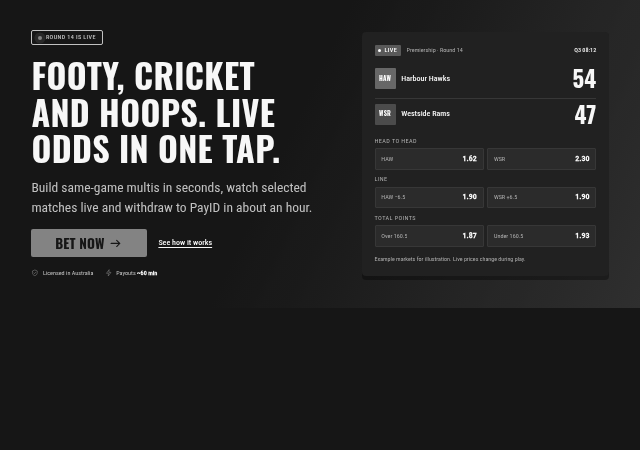 ROUND 14 IS LIVE
FOOTY, CRICKET
AND HOOPS. LIVE
ODDS IN ONE TAP.
Build same-game multis in seconds, watch selected
matches live and withdraw to PayID in about an hour.
BET NOW →
See how it works
Licensed in Australia
Payouts ~60 min
LIVE
Premiership · Round 14
Q3 08:12
HAW
Harbour Hawks
54
WSR
Westside Rams
47
HEAD TO HEAD
HAW 1.62
WSR 2.30
LINE
HAW −6.5 1.90
WSR +6.5 1.90
TOTAL POINTS
Over 160.5 1.87
Under 160.5 1.93
Example markets for illustration. Live prices change during play.